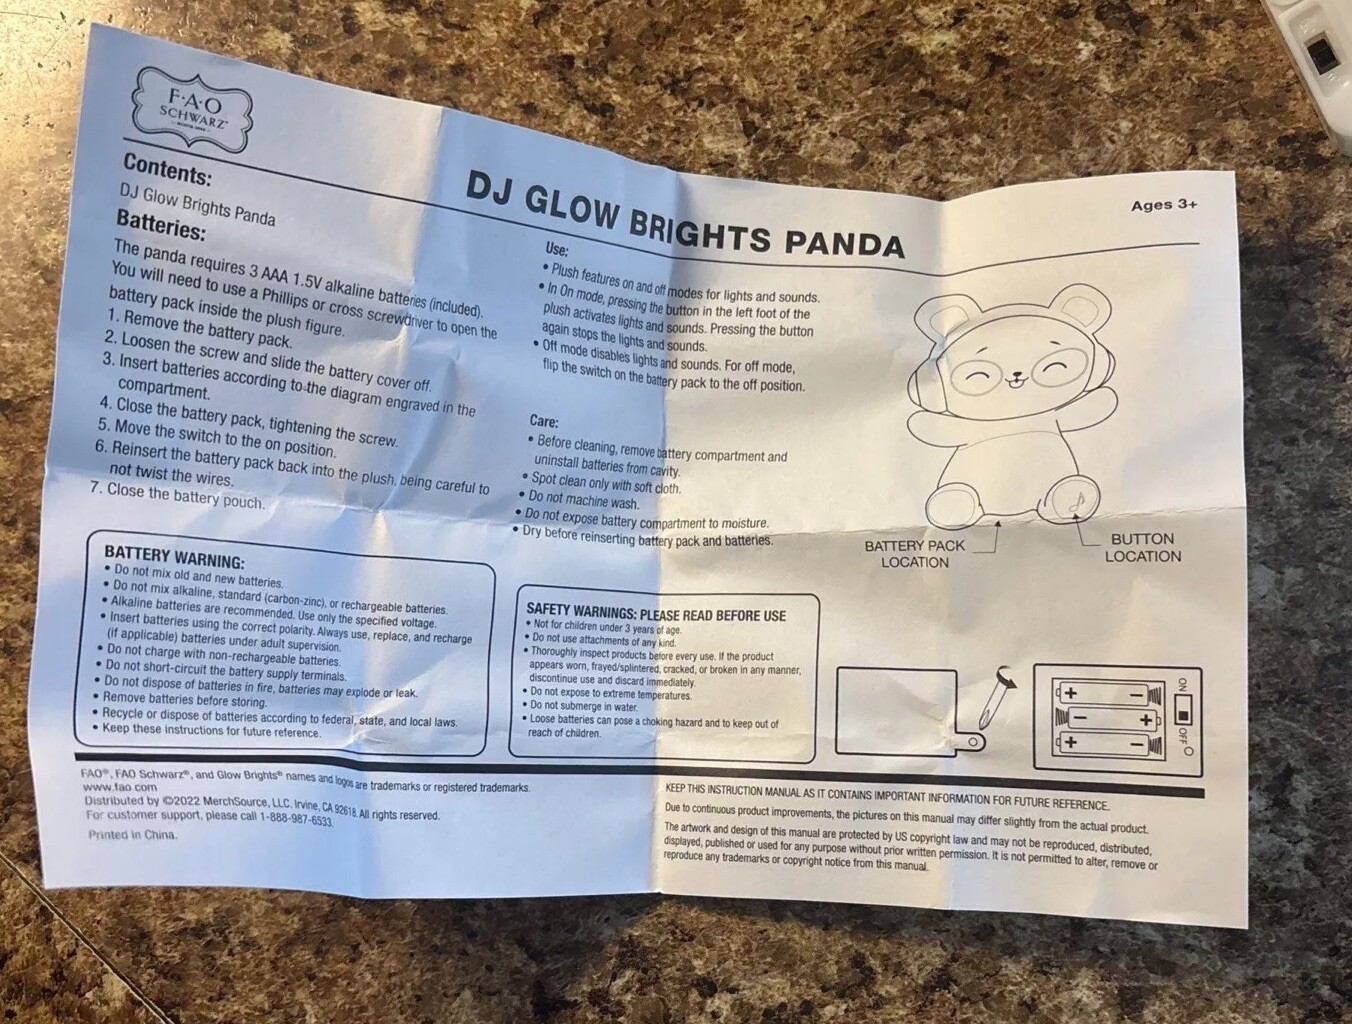 F·A·O
SCHWARZ
DJ GLOW BRIGHTS PANDA
Ages 3+
Contents:
DJ Glow Brights Panda
Batteries:
The panda requires 3 AAA 1.5V alkaline batteries (included).
You will need to use a Phillips or cross screwdriver to open the
battery pack inside the plush figure.
1. Remove the battery pack.
2. Loosen the screw and slide the battery cover off.
3. Insert batteries according to the diagram engraved in the
compartment.
4. Close the battery pack, tightening the screw.
5. Move the switch to the on position.
6. Reinsert the battery pack back into the plush, being careful to
not twist the wires.
7. Close the battery pouch.
Use:
• Plush features on and off modes for lights and sounds.
• In On mode, pressing the button in the left foot of the
plush activates lights and sounds. Pressing the button
again stops the lights and sounds.
• Off mode disables lights and sounds. For off mode,
flip the switch on the battery pack to the off position.
Care:
• Before cleaning, remove battery compartment and
uninstall batteries from cavity.
• Spot clean only with soft cloth.
• Do not machine wash.
• Do not expose battery compartment to moisture.
• Dry before reinserting battery pack and batteries.
BATTERY PACK
LOCATION
BUTTON
LOCATION
BATTERY WARNING:
• Do not mix old and new batteries.
• Do not mix alkaline, standard (carbon-zinc), or rechargeable batteries.
• Alkaline batteries are recommended. Use only the specified voltage.
• Insert batteries using the correct polarity. Always use, replace, and recharge
(if applicable) batteries under adult supervision.
• Do not charge with non-rechargeable batteries.
• Do not short-circuit the battery supply terminals.
• Do not dispose of batteries in fire, batteries may explode or leak.
• Remove batteries before storing.
• Recycle or dispose of batteries according to federal, state, and local laws.
• Keep these instructions for future reference.
SAFETY WARNINGS: PLEASE READ BEFORE USE
• Not for children under 3 years of age.
• Do not use attachments of any kind.
• Thoroughly inspect products before every use. If the product
appears worn, frayed/splintered, cracked, or broken in any manner,
discontinue use and discard immediately.
• Do not expose to extreme temperatures.
• Do not submerge in water.
• Loose batteries can pose a choking hazard and to keep out of
reach of children.
+ −
− +
+ −
ON
OFF
FAO®, FAO Schwarz®, and Glow Brights® names and logos are trademarks or registered trademarks.
www.fao.com
Distributed by ©2022 MerchSource, LLC. Irvine, CA 92618. All rights reserved.
For customer support, please call 1-888-987-6533.
Printed in China.
KEEP THIS INSTRUCTION MANUAL AS IT CONTAINS IMPORTANT INFORMATION FOR FUTURE REFERENCE.
Due to continuous product improvements, the pictures on this manual may differ slightly from the actual product.
The artwork and design of this manual are protected by US copyright law and may not be reproduced, distributed,
displayed, published or used for any purpose without prior written permission. It is not permitted to alter, remove or
reproduce any trademarks or copyright notice from this manual.